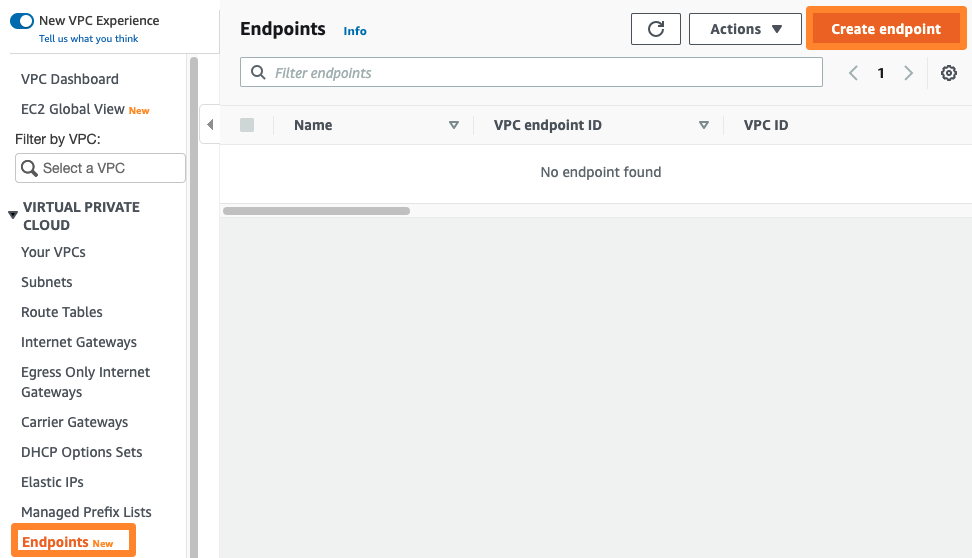 New VPC Experience
Tell us what you think
VPC Dashboard
EC2 Global View New
Filter by VPC:
Select a VPC
VIRTUAL PRIVATE
CLOUD
Your VPCs
Subnets
Route Tables
Internet Gateways
Egress Only Internet
Gateways
Carrier Gateways
DHCP Options Sets
Elastic IPs
Managed Prefix Lists
Endpoints New
Endpoints Info
Actions
Create endpoint
Filter endpoints
1
Name VPC endpoint ID VPC ID
No endpoint found